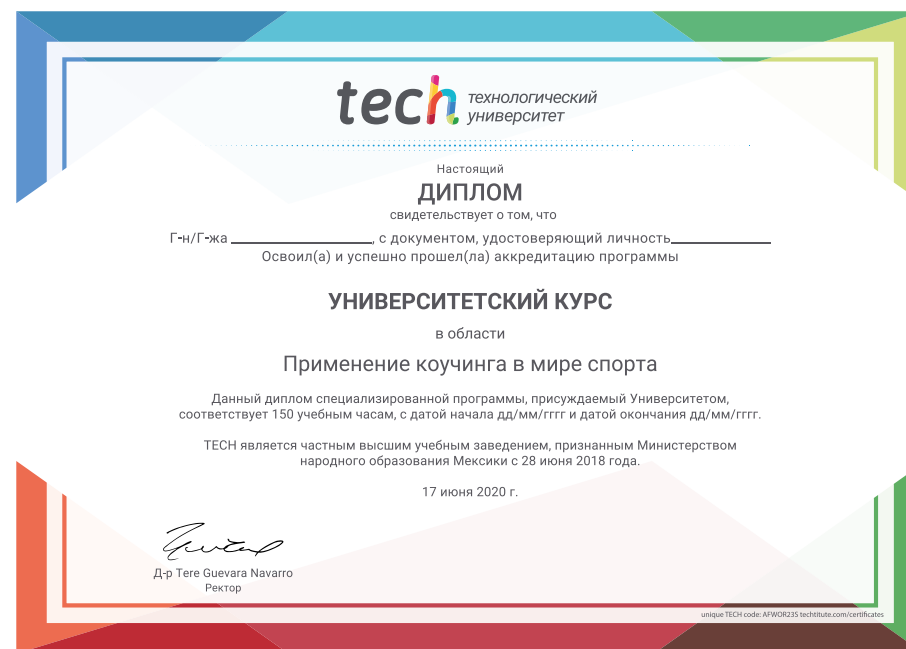 tech технологический
университет
Настоящий
ДИПЛОМ
свидетельствует о том, что
Г-н/Г-жа ____________________, с документом, удостоверяющий личность______________
Освоил(а) и успешно прошел(ла) аккредитацию программы
УНИВЕРСИТЕТСКИЙ КУРС
в области
Применение коучинга в мире спорта
Данный диплом специализированной программы, присуждаемый Университетом,
соответствует 150 учебным часам, с датой начала дд/мм/гггг и датой окончания дд/мм/гггг.
TECH является частным высшим учебным заведением, признанным Министерством
народного образования Мексики с 28 июня 2018 года.
17 июня 2020 г.
Д-р Tere Guevara Navarro
Ректор
unique TECH code: AFWOR23S techtitute.com/certificates